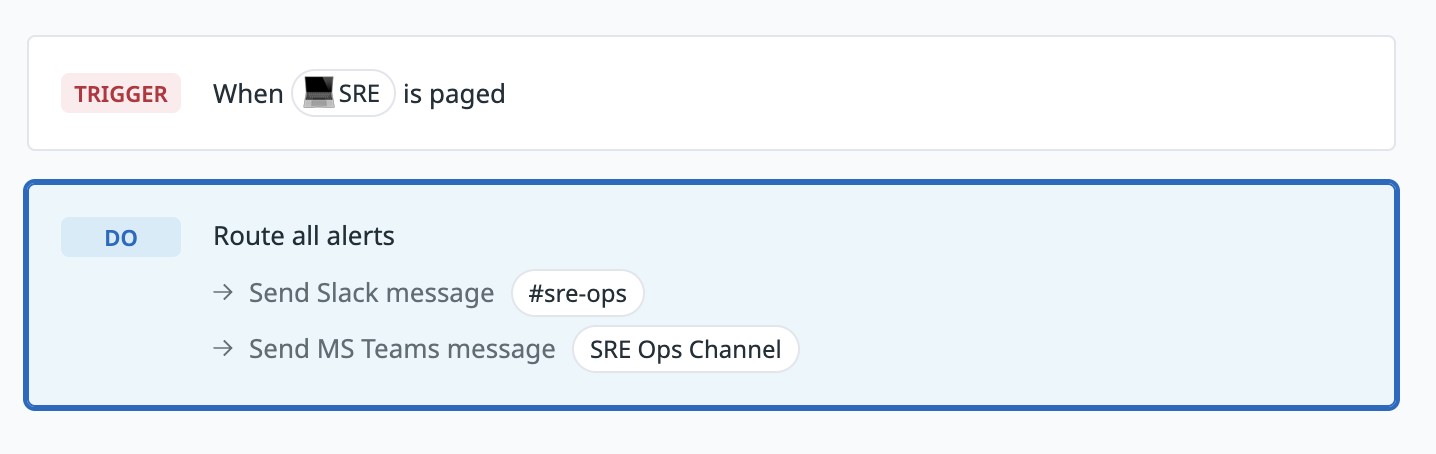 TRIGGER When SRE is paged
DO Route all alerts
→ Send Slack message #sre-ops
→ Send MS Teams message SRE Ops Channel